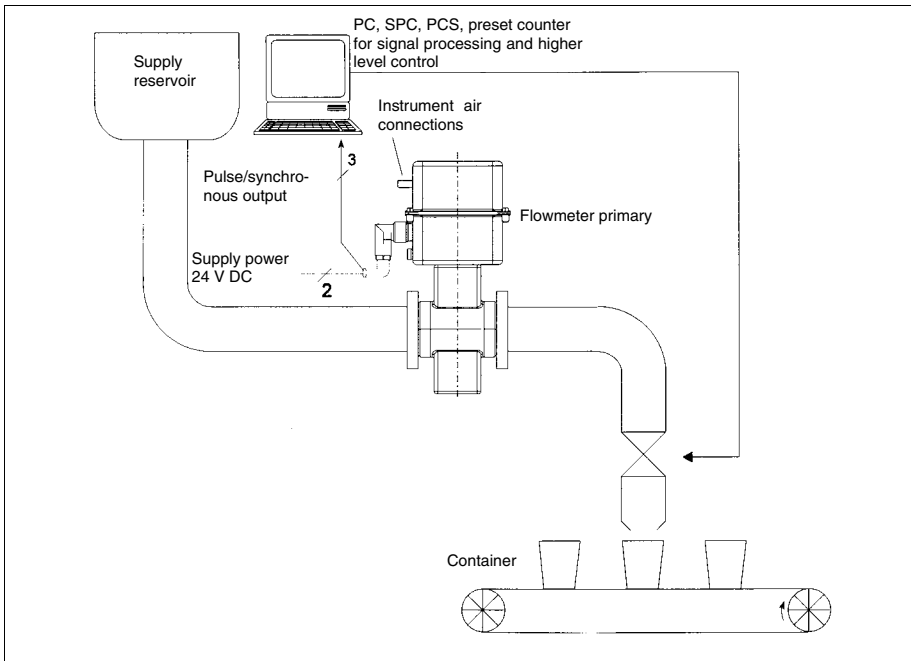 PC, SPC, PCS, preset counter
for signal processing and higher
level control
Supply
reservoir
Instrument air
connections
3
Pulse/synchro-
nous output
Flowmeter primary
Supply power
24 V DC
2
Container